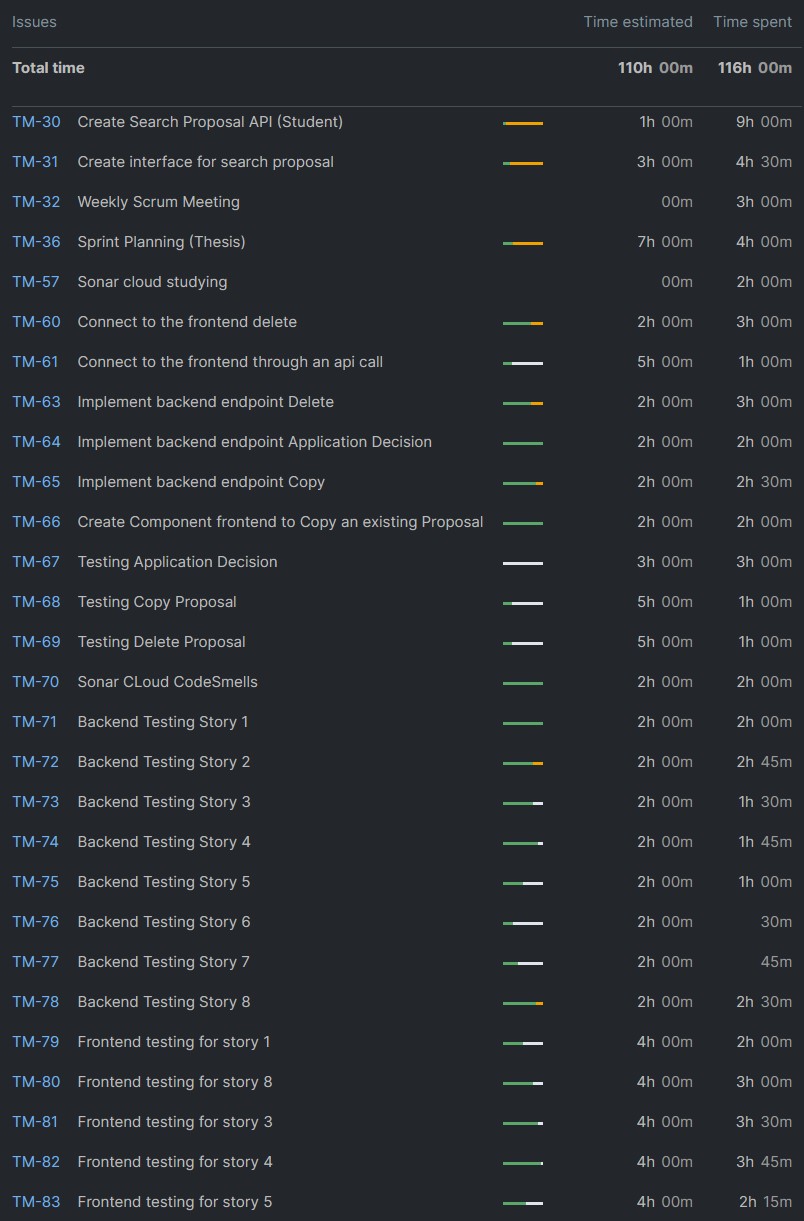 Issues Time estimated Time spent
Total time 110h 00m 116h 00m
TM-30 Create Search Proposal API (Student) 1h 00m 9h 00m
TM-31 Create interface for search proposal 3h 00m 4h 30m
TM-32 Weekly Scrum Meeting 00m 3h 00m
TM-36 Sprint Planning (Thesis) 7h 00m 4h 00m
TM-57 Sonar cloud studying 00m 2h 00m
TM-60 Connect to the frontend delete 2h 00m 3h 00m
TM-61 Connect to the frontend through an api call 5h 00m 1h 00m
TM-63 Implement backend endpoint Delete 2h 00m 3h 00m
TM-64 Implement backend endpoint Application Decision 2h 00m 2h 00m
TM-65 Implement backend endpoint Copy 2h 00m 2h 30m
TM-66 Create Component frontend to Copy an existing Proposal 2h 00m 2h 00m
TM-67 Testing Application Decision 3h 00m 3h 00m
TM-68 Testing Copy Proposal 5h 00m 1h 00m
TM-69 Testing Delete Proposal 5h 00m 1h 00m
TM-70 Sonar CLoud CodeSmells 2h 00m 2h 00m
TM-71 Backend Testing Story 1 2h 00m 2h 00m
TM-72 Backend Testing Story 2 2h 00m 2h 45m
TM-73 Backend Testing Story 3 2h 00m 1h 30m
TM-74 Backend Testing Story 4 2h 00m 1h 45m
TM-75 Backend Testing Story 5 2h 00m 1h 00m
TM-76 Backend Testing Story 6 2h 00m 30m
TM-77 Backend Testing Story 7 2h 00m 45m
TM-78 Backend Testing Story 8 2h 00m 2h 30m
TM-79 Frontend testing for story 1 4h 00m 2h 00m
TM-80 Frontend testing for story 8 4h 00m 3h 00m
TM-81 Frontend testing for story 3 4h 00m 3h 30m
TM-82 Frontend testing for story 4 4h 00m 3h 45m
TM-83 Frontend testing for story 5 4h 00m 2h 15m